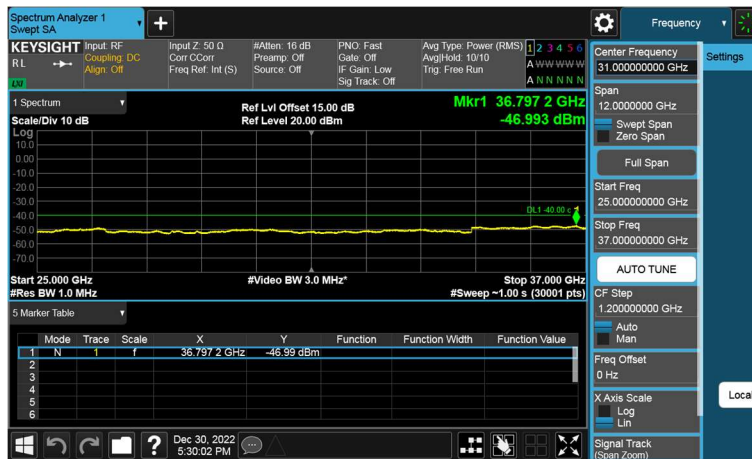 Spectrum Analyzer 1
Swept SA
Frequency
KEYSIGHT
RL
LXI
Input: RF
Coupling: DC
Align: Off
Input Z: 50 Ω
Corr CCorr
Freq Ref: Int (S)
#Atten: 16 dB
Preamp: Off
Source: Off
PNO: Fast
Gate: Off
IF Gain: Low
Sig Track: Off
Avg Type: Power (RMS)
Avg|Hold: 10/10
Trig: Free Run
1 2 3 4 5 6
A W W W W W
A N N N N N
1 Spectrum
Scale/Div 10 dB
Ref Lvl Offset 15.00 dB
Ref Level 20.00 dBm
Mkr1 36.797 2 GHz
-46.993 dBm
Log
10.0
0.00
-10.0
-20.0
-30.0
DL1 -40.00
1
-40.0
-50.0
-60.0
-70.0
Start 25.000 GHz
#Res BW 1.0 MHz
#Video BW 3.0 MHz*
Stop 37.000 GHz
#Sweep ~1.00 s (30001 pts)
5 Marker Table
Mode Trace Scale X Y Function Function Width Function Value
1 N 1 f 36.797 2 GHz -46.99 dBm
2
3
4
5
6
Dec 30, 2022
5:30:02 PM
Center Frequency
31.000000000 GHz
Settings
Span
12.0000000 GHz
Swept Span
Zero Span
Full Span
Start Freq
25.000000000 GHz
Stop Freq
37.000000000 GHz
AUTO TUNE
CF Step
1.200000000 GHz
Auto
Man
Freq Offset
0 Hz
X Axis Scale
Log
Lin
Local
Signal Track
(Span Zoom)